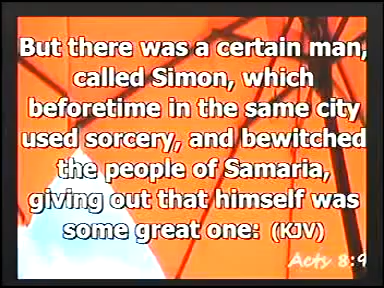 But there was a certain man,
called Simon, which
beforetime in the same city
used sorcery, and bewitched
the people of Samaria,
giving out that himself was
some great one: (KJV)
Acts 8:9